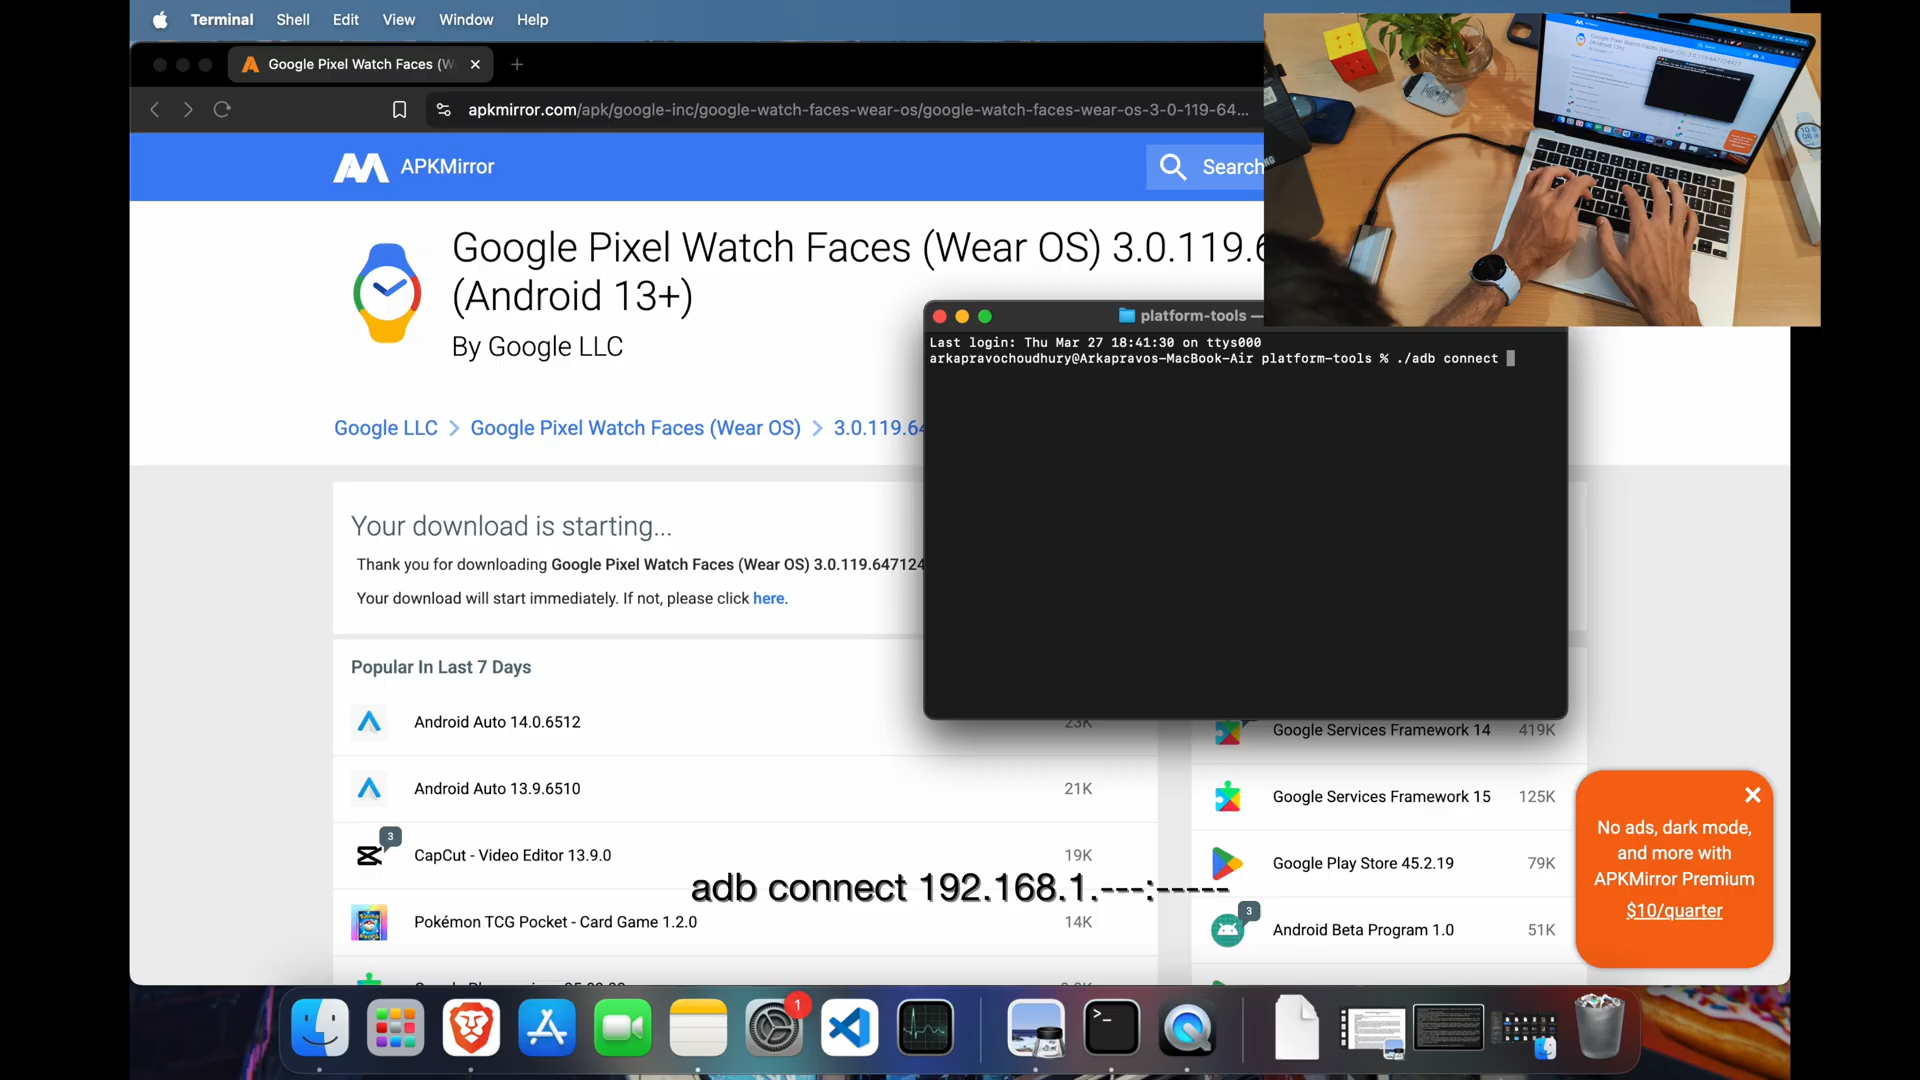 Terminal Shell Edit View Window Help
Google Pixel Watch Faces (W
apkmirror.com/apk/google-inc/google-watch-faces-wear-os/google-watch-faces-wear-os-3-0-119-64...
APKMirror
Search
Google Pixel Watch Faces (Wear OS) 3.0.119.6
(Android 13+)
By Google LLC
Google LLC > Google Pixel Watch Faces (Wear OS) > 3.0.119.64
platform-tools —
Last login: Thu Mar 27 18:41:30 on ttys000
arkapravochoudhury@Arkapravos-MacBook-Air platform-tools % ./adb connect
Your download is starting...
Thank you for downloading Google Pixel Watch Faces (Wear OS) 3.0.119.647124
Your download will start immediately. If not, please click here.
Popular In Last 7 Days
Android Auto 14.0.6512 23K
Android Auto 13.9.6510 21K
3
CapCut - Video Editor 13.9.0 19K
Pokémon TCG Pocket - Card Game 1.2.0 14K
Google Services Framework 14 419K
Google Services Framework 15 125K
Google Play Store 45.2.19 79K
3
Android Beta Program 1.0 51K
adb connect 192.168.1.---:-----
No ads, dark mode,
and more with
APKMirror Premium
$10/quarter
1